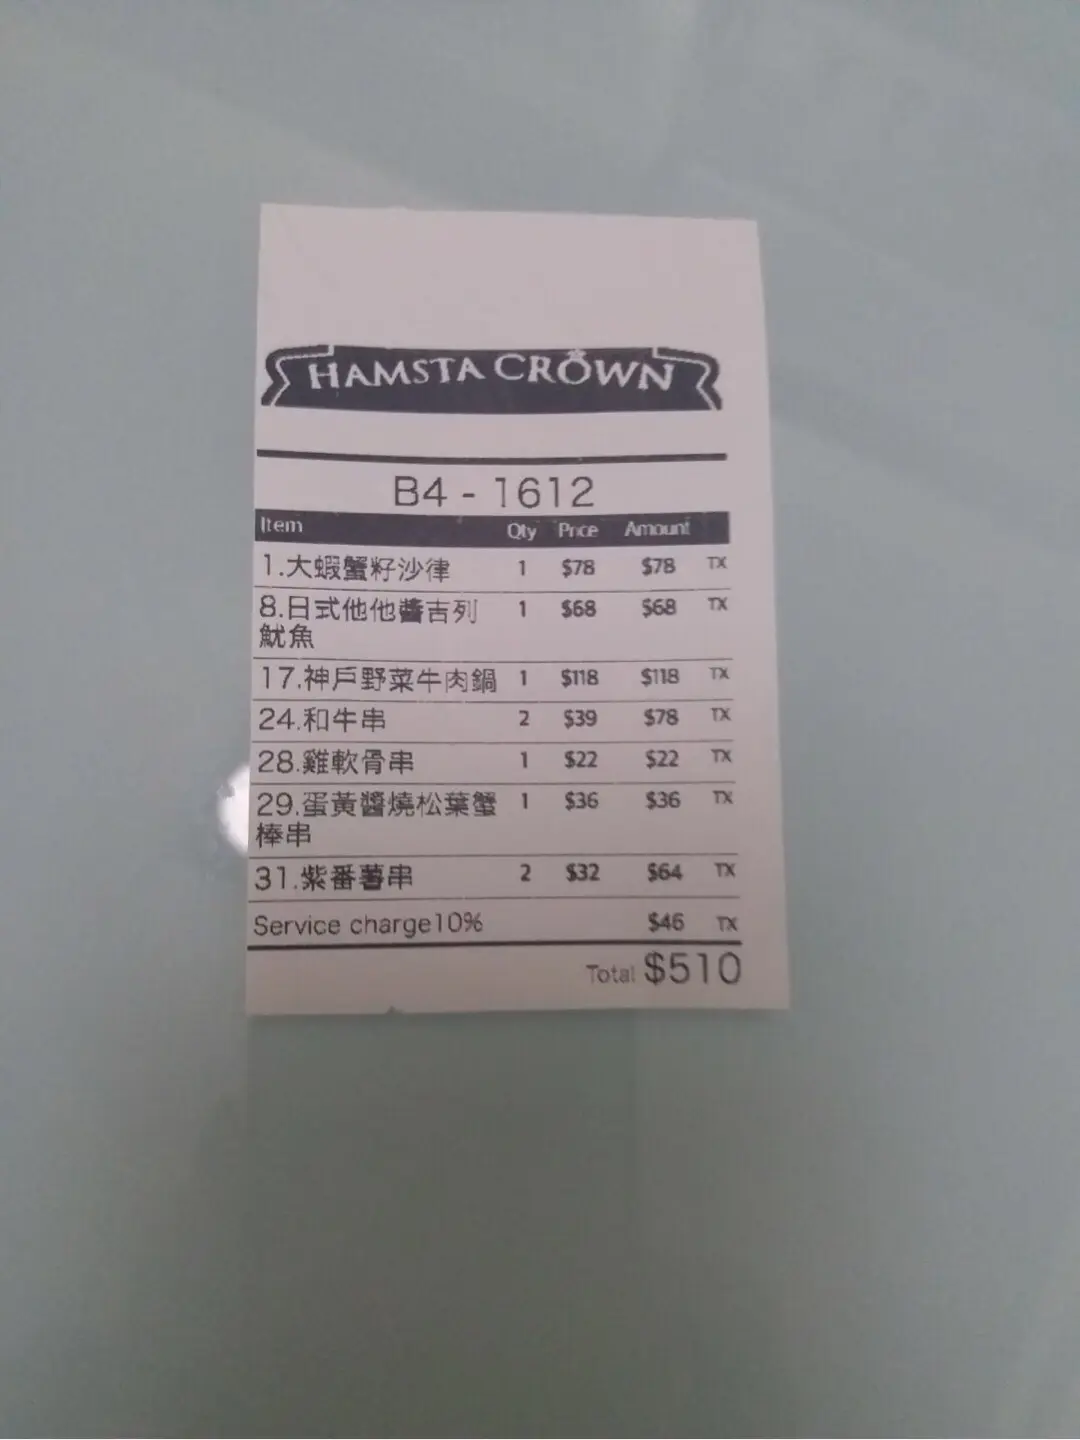 HAMSTA CROWN
B4 - 1612
Item Qty Price Amount
1.大蝦蟹籽沙律 1 $78 $78 TX
8.日式他他醬吉列 1 $68 $68 TX
魷魚
17.神戶野菜牛肉鍋 1 $118 $118 TX
24.和牛串 2 $39 $78 TX
28.雞軟骨串 1 $22 $22 TX
29.蛋黃醬燒松葉蟹 1 $36 $36 TX
棒串
31.紫番薯串 2 $32 $64 TX
Service charge10% $46 TX
Total $510